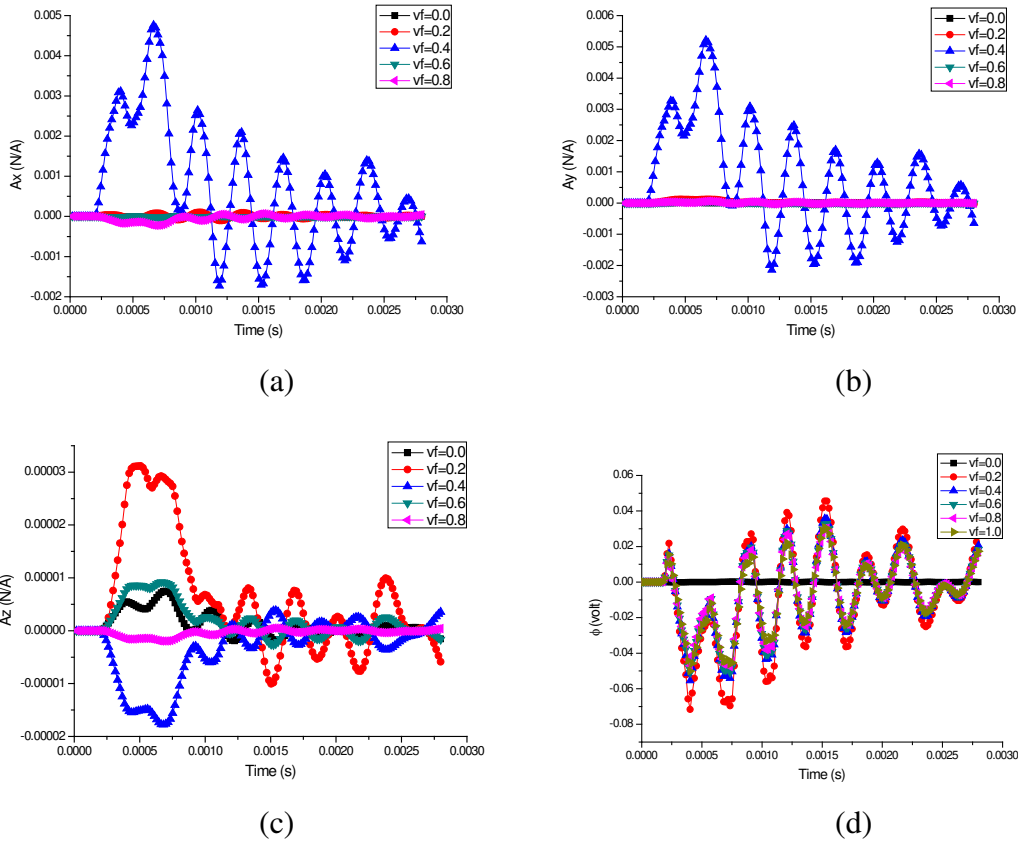 0.005
0.004
0.003
0.002
0.001
0.000
-0.001
-0.002
Ax (N/A)
0.0000 0.0005 0.0010 0.0015 0.0020 0.0025 0.0030
Time (s)
vf=0.0
vf=0.2
vf=0.4
vf=0.6
vf=0.8
(a)
0.006
0.005
0.004
0.003
0.002
0.001
0.000
-0.001
-0.002
-0.003
Ay (N/A)
0.0000 0.0005 0.0010 0.0015 0.0020 0.0025 0.0030
Time (s)
vf=0.0
vf=0.2
vf=0.4
vf=0.6
vf=0.8
(b)
0.00003
0.00002
0.00001
0.00000
-0.00001
-0.00002
Az (N/A)
0.0000 0.0005 0.0010 0.0015 0.0020 0.0025 0.0030
Time (s)
vf=0.0
vf=0.2
vf=0.4
vf=0.6
vf=0.8
(c)
0.06
0.04
0.02
0.00
-0.02
-0.04
-0.06
-0.08
ϕ (volt)
0.0000 0.0005 0.0010 0.0015 0.0020 0.0025 0.0030
Time (s)
vf=0.0
vf=0.2
vf=0.4
vf=0.6
vf=0.8
vf=1.0
(d)